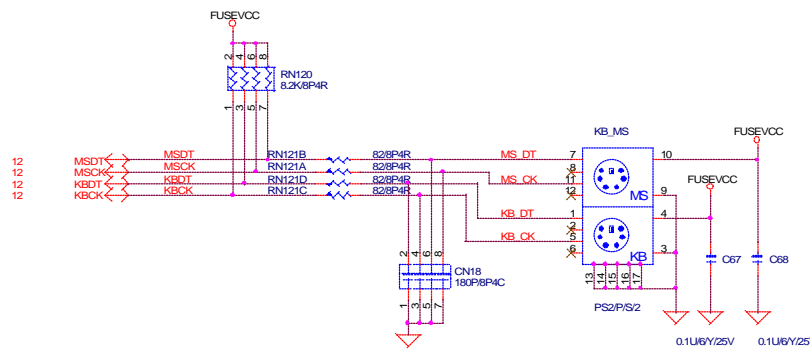 FUSEVCC
2
4
6
8
RN120
8.2K/8P4R
1
3
5
7
KB_MS
FUSEVCC
12 MSDT MSDT RN121B 82/8P4R MS_DT 7 10
12 MSCK MSCK RN121A 82/8P4R 8
12 KBDT KBDT RN121D 82/8P4R MS_CK 11
12 KBCK KBCK RN121C 82/8P4R 12 MS 9
FUSEVCC
KB_DT 1 4
2
KB_CK 5
6 KB 3
2
4
6
8
CN18
180P/8P4C
1
3
5
7
13
14
15
16
17
C67
C68
PS2/P/S/2
0.1U/6/Y/25V
0.1U/6/Y/25